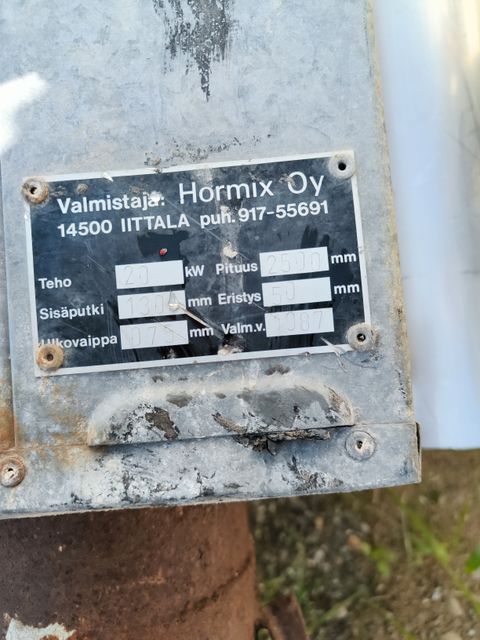 Valmistaja: Hormix Oy
14500 IITTALA puh. 917-55691
Teho 20 kW Pituus 2500 mm
Sisäputki mm Eristys 50 mm
Ulkovaippa mm Valm.v. 1987